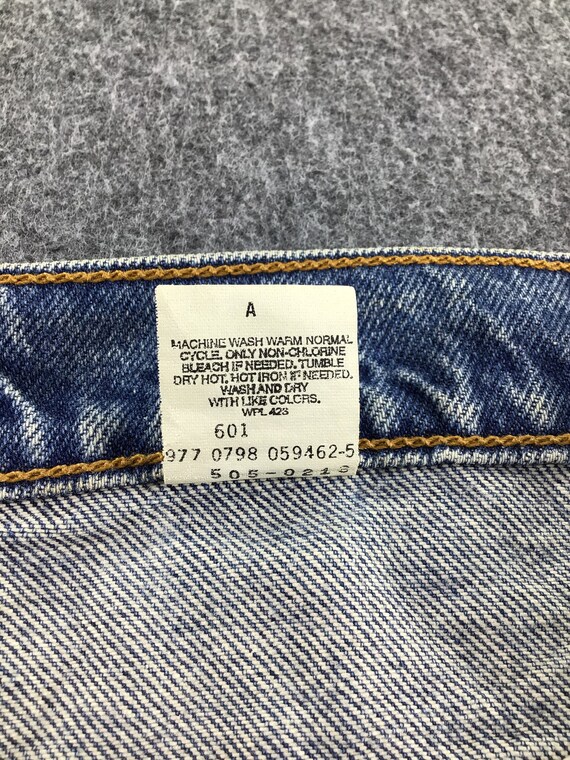 A
MACHINE WASH WARM NORMAL
CYCLE. ONLY NON-CHLORINE
BLEACH IF NEEDED. TUMBLE
DRY HOT. HOT IRON IF NEEDED.
WASH AND DRY
WITH LIKE COLORS.
WPL 423
601
977 0798 059462-5
505-0216